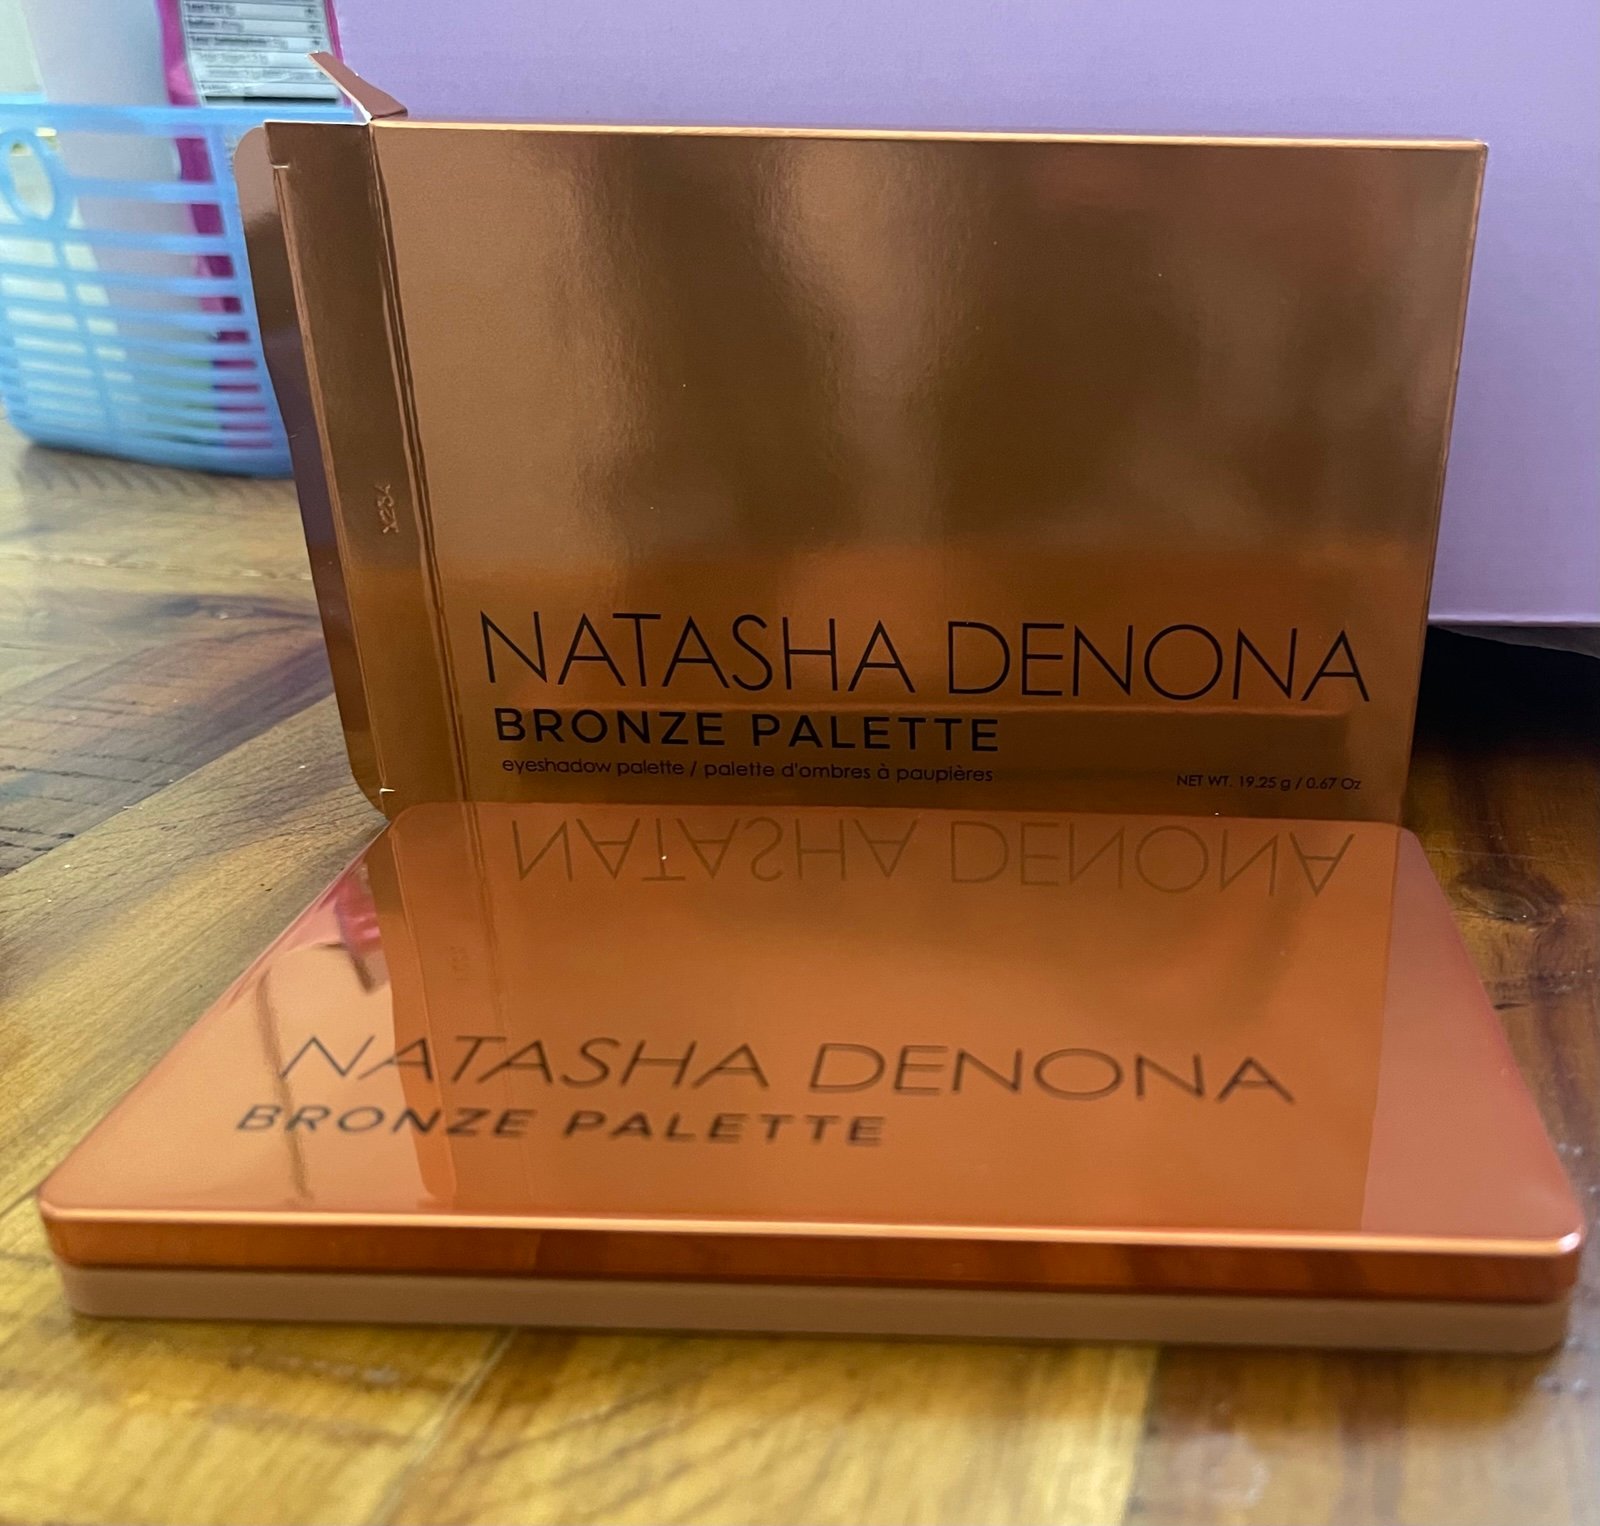 X234
NATASHA DENONA
BRONZE PALETTE
eyeshadow palette / palette d'ombres à paupières
NET WT. 19.25 g / 0.67 Oz
NATASHA DENONA
BRONZE PALETTE